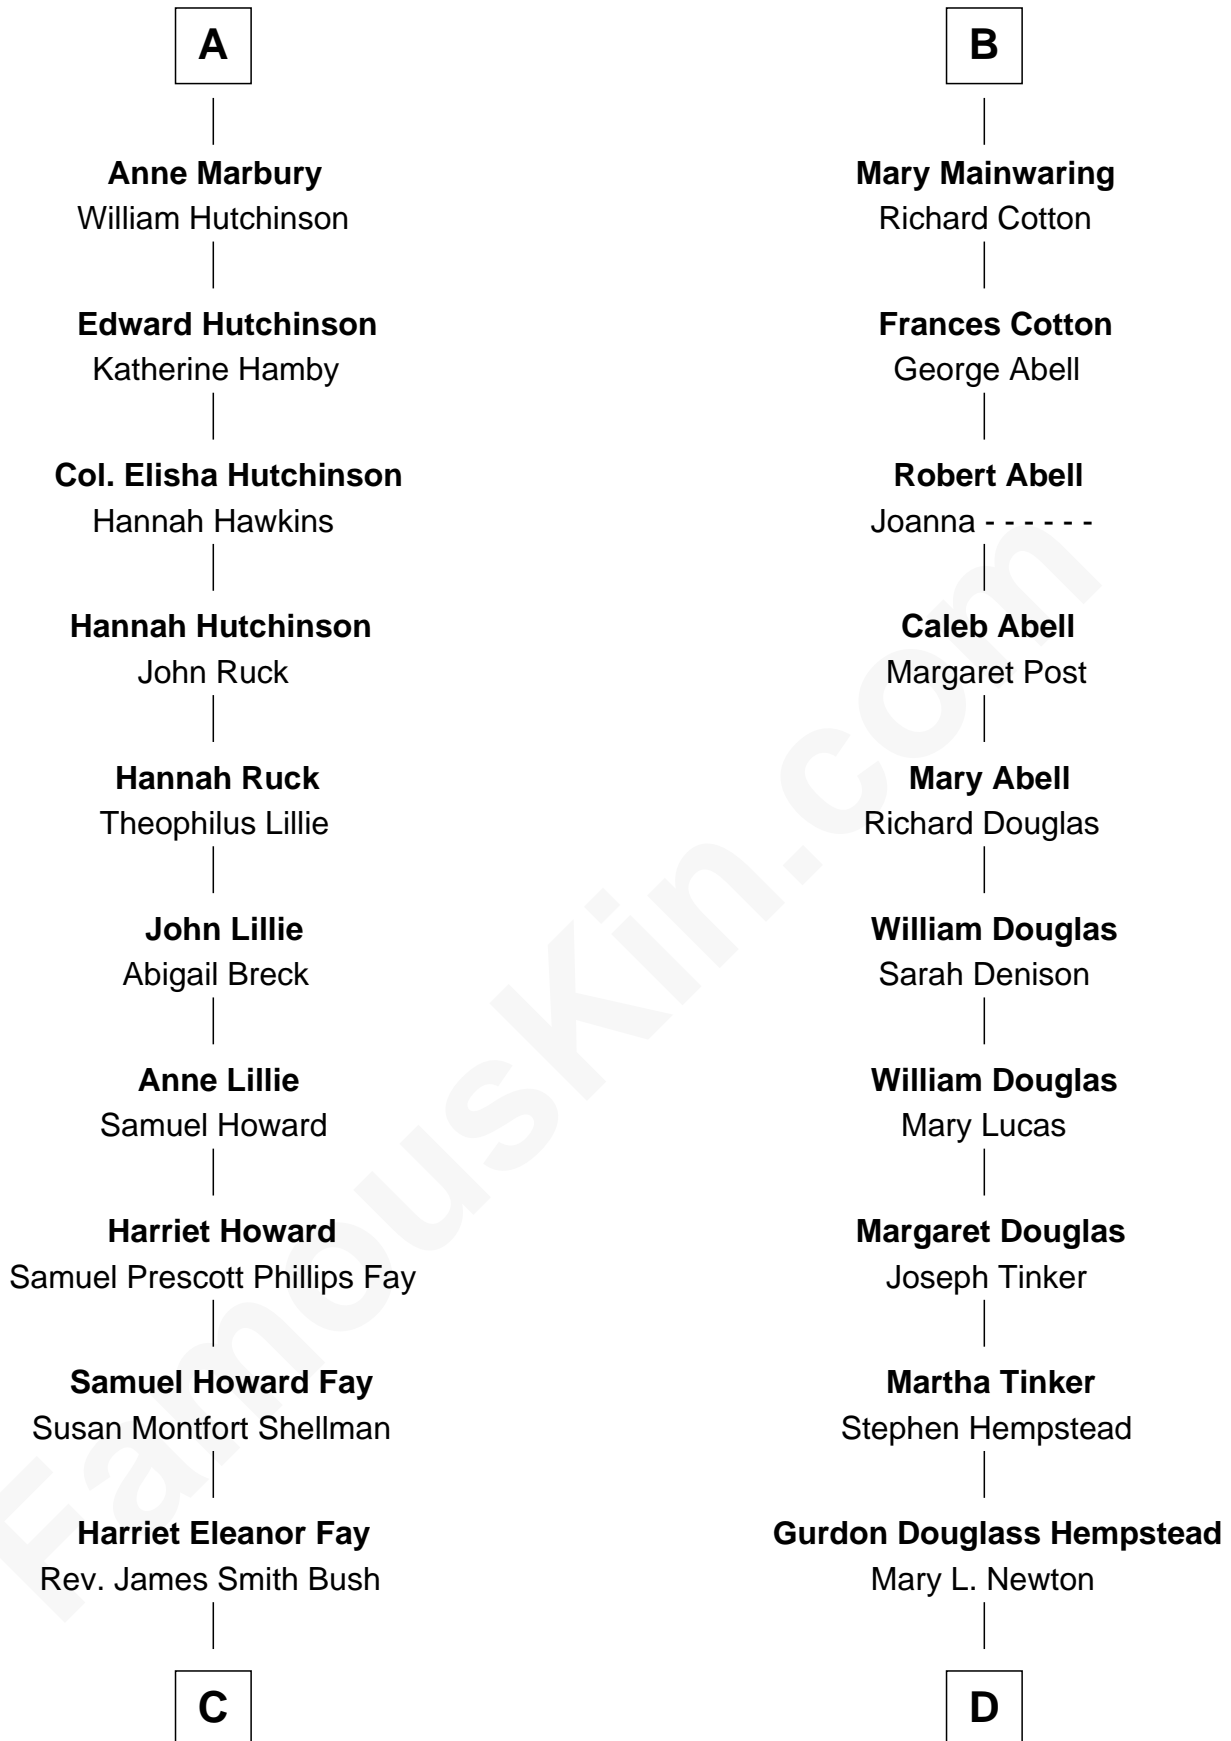 A
Anne Marbury
William Hutchinson
Edward Hutchinson
Katherine Hamby
Col. Elisha Hutchinson
Hannah Hawkins
Hannah Hutchinson
John Ruck
Hannah Ruck
Theophilus Lillie
John Lillie
Abigail Breck
Anne Lillie
Samuel Howard
Harriet Howard
Samuel Prescott Phillips Fay
Samuel Howard Fay
Susan Montfort Shellman
Harriet Eleanor Fay
Rev. James Smith Bush
C
B
Mary Mainwaring
Richard Cotton
Frances Cotton
George Abell
Robert Abell
Joanna - - - - - -
Caleb Abell
Margaret Post
Mary Abell
Richard Douglas
William Douglas
Sarah Denison
William Douglas
Mary Lucas
Margaret Douglas
Joseph Tinker
Martha Tinker
Stephen Hempstead
Gurdon Douglass Hempstead
Mary L. Newton
D
FamousKin.com